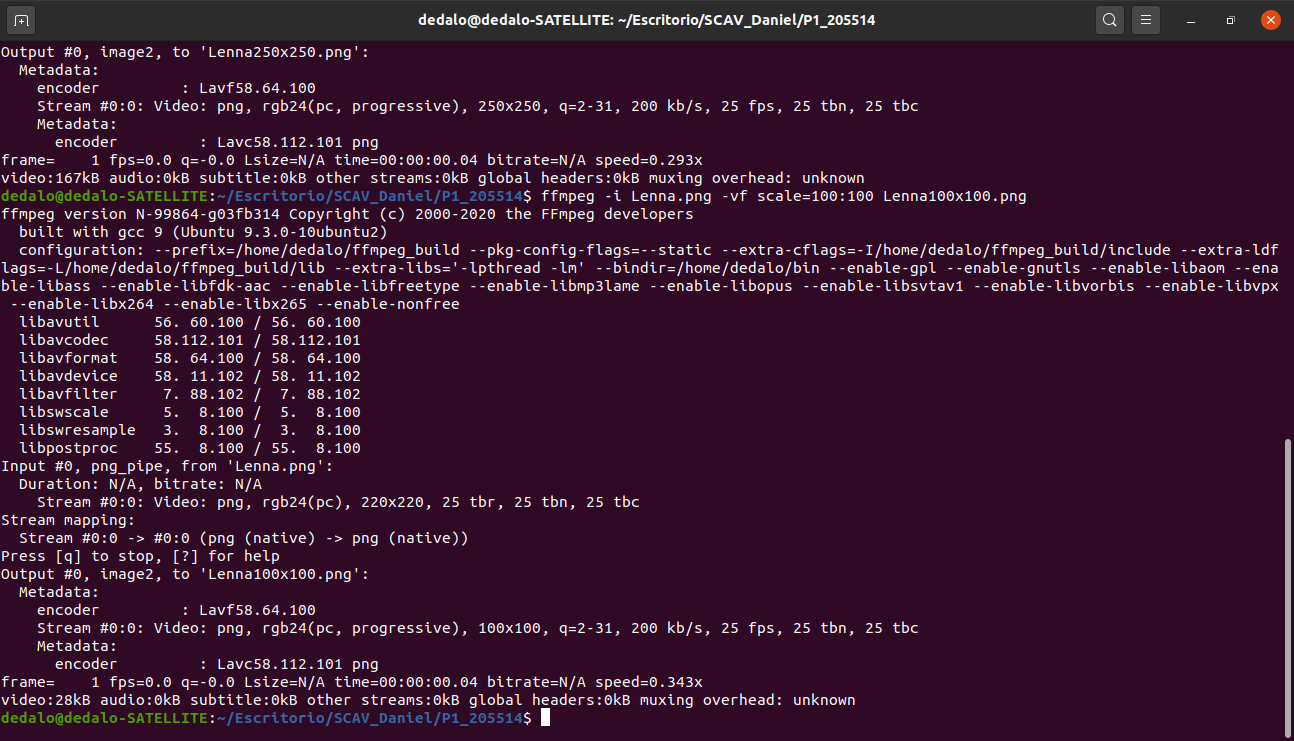 dedalo@dedalo-SATELLITE: ~/Escritorio/SCAV_Daniel/P1_205514
Output #0, image2, to 'Lenna250x250.png':
  Metadata:
    encoder         : Lavf58.64.100
    Stream #0:0: Video: png, rgb24(pc, progressive), 250x250, q=2-31, 200 kb/s, 25 fps, 25 tbn, 25 tbc
    Metadata:
      encoder         : Lavc58.112.101 png
frame=    1 fps=0.0 q=-0.0 Lsize=N/A time=00:00:00.04 bitrate=N/A speed=0.293x
video:167kB audio:0kB subtitle:0kB other streams:0kB global headers:0kB muxing overhead: unknown
dedalo@dedalo-SATELLITE:~/Escritorio/SCAV_Daniel/P1_205514$ ffmpeg -i Lenna.png -vf scale=100:100 Lenna100x100.png
ffmpeg version N-99864-g03fb314 Copyright (c) 2000-2020 the FFmpeg developers
  built with gcc 9 (Ubuntu 9.3.0-10ubuntu2)
  configuration: --prefix=/home/dedalo/ffmpeg_build --pkg-config-flags=--static --extra-cflags=-I/home/dedalo/ffmpeg_build/include --extra-ldf
lags=-L/home/dedalo/ffmpeg_build/lib --extra-libs='-lpthread -lm' --bindir=/home/dedalo/bin --enable-gpl --enable-gnutls --enable-libaom --ena
ble-libass --enable-libfdk-aac --enable-libfreetype --enable-libmp3lame --enable-libopus --enable-libsvtav1 --enable-libvorbis --enable-libvpx
 --enable-libx264 --enable-libx265 --enable-nonfree
  libavutil      56. 60.100 / 56. 60.100
  libavcodec     58.112.101 / 58.112.101
  libavformat    58. 64.100 / 58. 64.100
  libavdevice    58. 11.102 / 58. 11.102
  libavfilter     7. 88.102 /  7. 88.102
  libswscale      5.  8.100 /  5.  8.100
  libswresample   3.  8.100 /  3.  8.100
  libpostproc    55.  8.100 / 55.  8.100
Input #0, png_pipe, from 'Lenna.png':
  Duration: N/A, bitrate: N/A
    Stream #0:0: Video: png, rgb24(pc), 220x220, 25 tbr, 25 tbn, 25 tbc
Stream mapping:
  Stream #0:0 -> #0:0 (png (native) -> png (native))
Press [q] to stop, [?] for help
Output #0, image2, to 'Lenna100x100.png':
  Metadata:
    encoder         : Lavf58.64.100
    Stream #0:0: Video: png, rgb24(pc, progressive), 100x100, q=2-31, 200 kb/s, 25 fps, 25 tbn, 25 tbc
    Metadata:
      encoder         : Lavc58.112.101 png
frame=    1 fps=0.0 q=-0.0 Lsize=N/A time=00:00:00.04 bitrate=N/A speed=0.343x
video:28kB audio:0kB subtitle:0kB other streams:0kB global headers:0kB muxing overhead: unknown
dedalo@dedalo-SATELLITE:~/Escritorio/SCAV_Daniel/P1_205514$